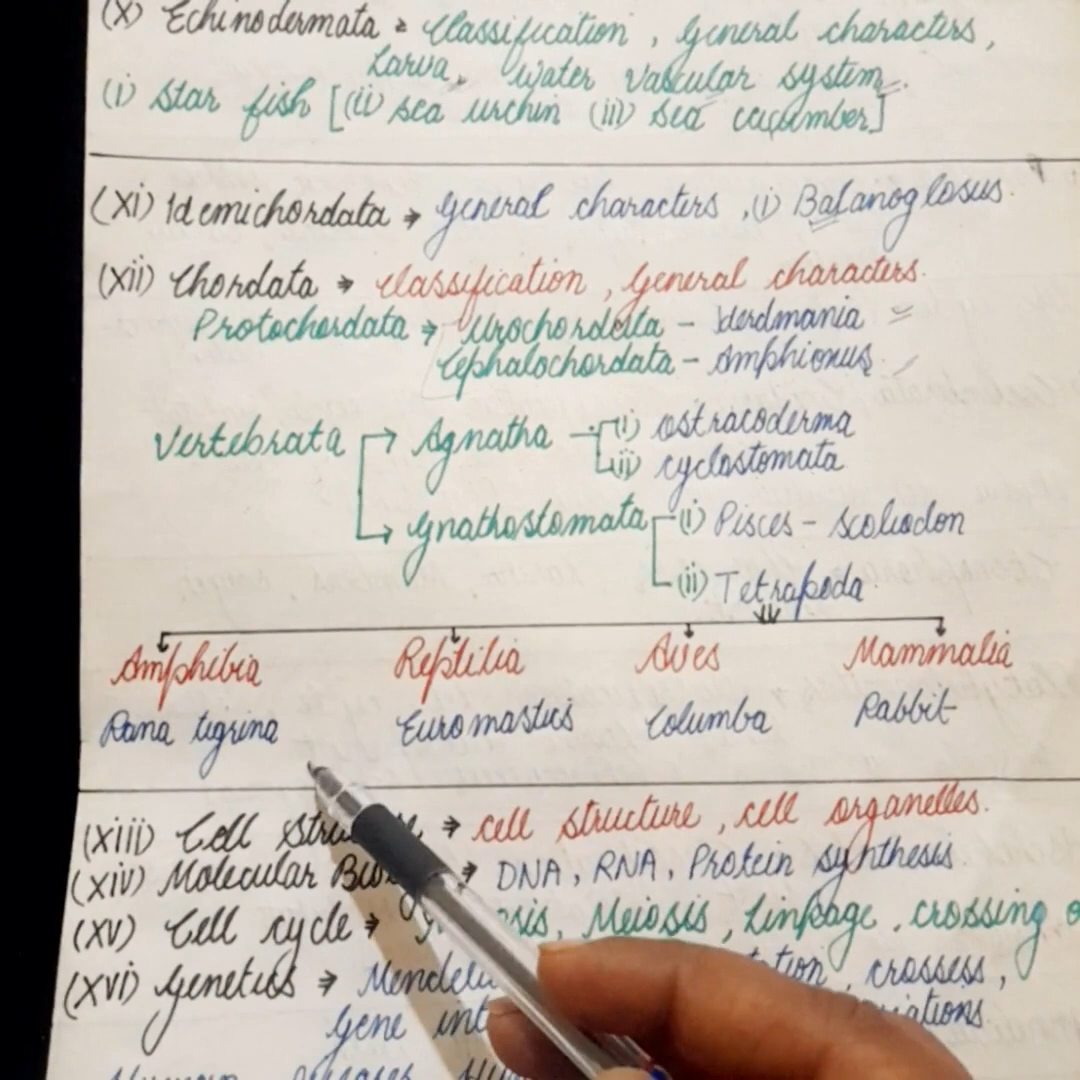 (X) Echinodermata → Classification, General characters,
Larva, Water vascular system.
(i) Star fish [(ii) sea urchin (iii) sea cucumber]
(XI) Hemichordata → General characters, (i) Balanoglosus.
(XII) Chordata → Classification, General characters.
Protochordata → Urochordata - Herdmania
Cephalochordata - Amphioxus
Vertebrata → Agnatha - (i) ostracoderma
(ii) cyclostomata
→ Gnathostomata (i) Pisces - Scoliodon
(ii) Tetrapoda
Amphibia Reptilia Aves Mammalia
Rana tigrina Euromastics Columba Rabbit
(XIII) Cell → cell structure, cell organelles.
(XIV) Molecular → DNA, RNA, Protein synthesis
(XV) Cell cycle → Meiosis, Linkage, crossing
(XVI) Genetics → crossess,
Gene